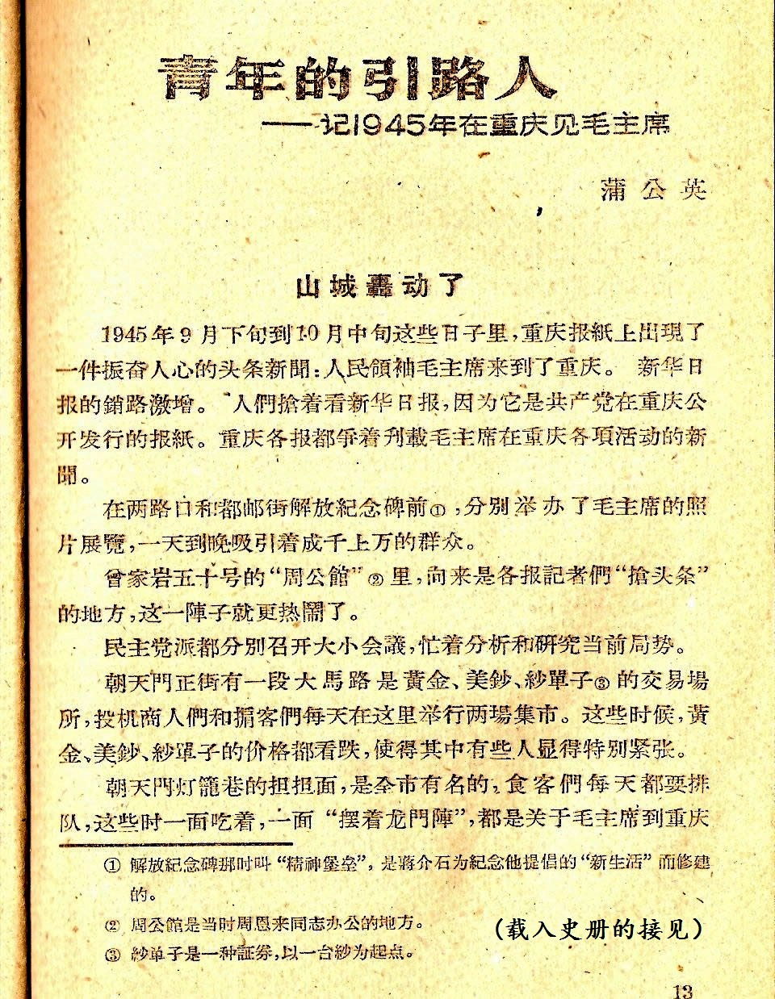 青年的引路人
——记1945年在重庆见毛主席
蒲公英
山城轟动了
1945年9月下旬到10月中旬这些日子里，重庆报紙上出現了
一件振奋人心的头条新聞：人民領袖毛主席来到了重庆。 新华日
报的銷路激增。 人們搶着看新华日报，因为它是共产党在重庆公
开发行的报紙。重庆各报都爭着刋載毛主席在重庆各項活动的新
聞。
在两路口和都邮街解放紀念碑前①，分別举办了毛主席的照
片展覽，一天到晚吸引着成千上万的群众。
曾家岩五十号的“周公館”②里，向来是各报記者們“搶头条”
的地方，这一陣子就更热鬧了。
民主党派都分別召开大小会議，忙着分析和研究当前局势。
朝天門正街有一段大馬路是黃金、美鈔、紗單子③的交易場
所，投机商人們和掮客們每天在这里举行两場集市。这些时候，黃
金、美鈔、紗單子的价格都看跌，使得其中有些人显得特別紧张。
朝天門灯籠巷的担担面，是全市有名的，食客們每天都要排
队，这些时一面吃着，一面“摆着龙門陣”，都是关于毛主席到重庆
① 解放紀念碑那时叫“精神堡垒”，是蔣介石为紀念他提倡的“新生活”而修建
的。
② 周公館是当时周恩来同志办公的地方。
③ 紗单子是一种証券，以一台紗为起点。
（载入史册的接见）
13